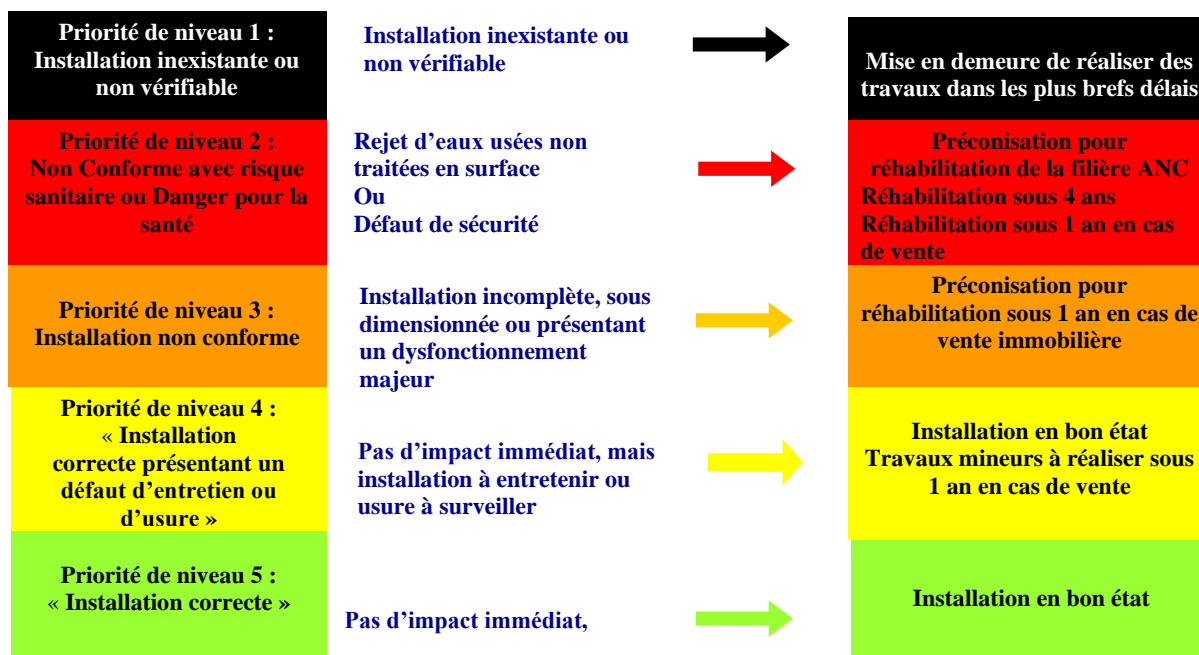 Priorité de niveau 1 :
Installation inexistante ou
non vérifiable
Installation inexistante ou
non vérifiable
Mise en demeure de réaliser des
travaux dans les plus brefs délais
Priorité de niveau 2 :
Non Conforme avec risque
sanitaire ou Danger pour la
santé
Rejet d’eaux usées non
traitées en surface
Ou
Défaut de sécurité
Préconisation pour
réhabilitation de la filière ANC
Réhabilitation sous 4 ans
Réhabilitation sous 1 an en cas
de vente
Priorité de niveau 3 :
Installation non conforme
Installation incomplète, sous
dimensionnée ou présentant
un dysfonctionnement
majeur
Préconisation pour
réhabilitation sous 1 an en cas de
vente immobilière
Priorité de niveau 4 :
« Installation
correcte présentant un
défaut d’entretien ou
d’usure »
Pas d’impact immédiat, mais
installation à entretenir ou
usure à surveiller
Installation en bon état
Travaux mineurs à réaliser sous
1 an en cas de vente
Priorité de niveau 5 :
« Installation correcte »
Pas d’impact immédiat,
Installation en bon état